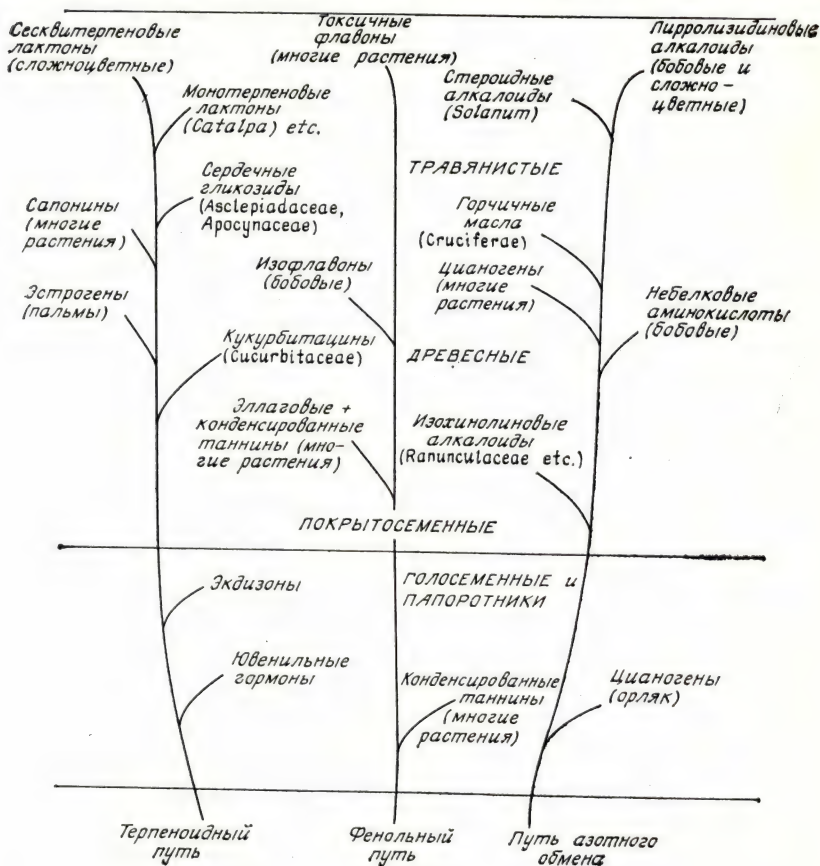 Сесквитерпеновые
лактоны
(сложноцветные)
Токсичные
флавоны
(многие растения)
Пирролизидиновые
алкалоиды
(бобовые и
сложно-
цветные)
Монотерпеновые
лактоны
(Catalpa) etc.
Стероидные
алкалоиды
(Solanum)
ТРАВЯНИСТЫЕ
Сердечные
гликозиды
(Asclepiadaceae,
Apocynaceae)
Сапонины
(многие
растения)
Горчичные
масла
(Cruciferae)
Изофлавоны
(бобовые)
Цианогены
(многие
растения)
Эстрогены
(пальмы)
Небелковые
аминокислоты
(бобовые)
Кукурбитацины
(Cucurbitaceae)
ДРЕВЕСНЫЕ
Эллаговые +
конденсированные
таннины (мно-
гие растения)
Изохинолиновые
алкалоиды
(Ranunculaceae etc.)
ПОКРЫТОСЕМЕННЫЕ
ГОЛОСЕМЕННЫЕ и
ПАПОРОТНИКИ
Экдизоны
Ювенильные
гормоны
Конденсированные
таннины
(многие
растения)
Цианогены
(орляк)
Терпеноидный
путь
Фенольный
путь
Путь азотного
обмена